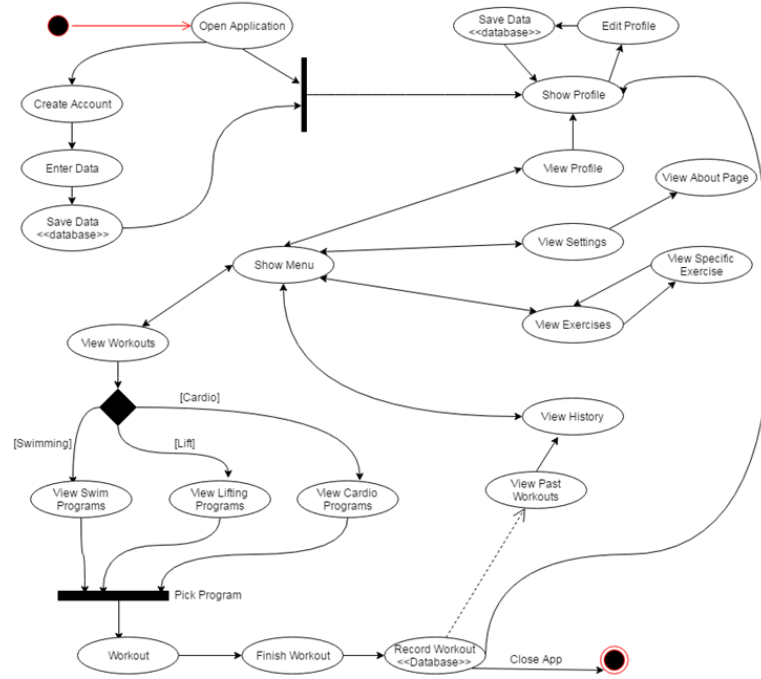 Open Application
Save Data
<<database>>
Edit Profile
Create Account
Show Profile
Enter Data
View Profile
View About Page
Save Data
<<database>>
View Settings
Show Menu
View Specific
Exercise
View Exercises
View Workouts
[Cardio]
View History
[Swimming]
[Lift]
View Swim
Programs
View Lifting
Programs
View Cardio
Programs
View Past
Workouts
Pick Program
Workout
Finish Workout
Record Workout
<<Database>>
Close App